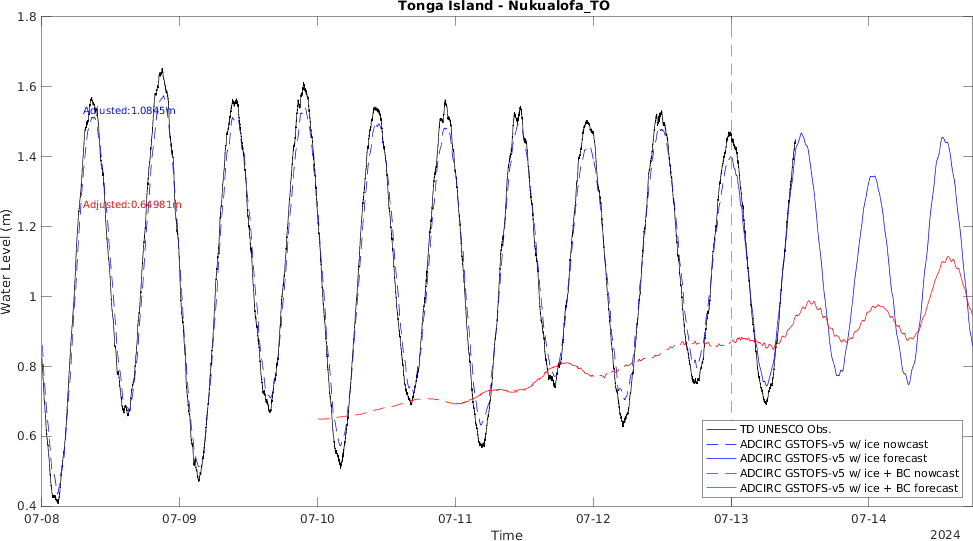 Tonga Island - Nukualofa_TO
1.8
1.6
1.4
1.2
1
0.8
0.6
0.4
Water Level (m)
Adjusted:1.0845m
Adjusted:0.64981m
TD UNESCO Obs.
ADCIRC GSTOFS-v5 w/ ice nowcast
ADCIRC GSTOFS-v5 w/ ice forecast
ADCIRC GSTOFS-v5 w/ ice + BC nowcast
ADCIRC GSTOFS-v5 w/ ice + BC forecast
07-08 07-09 07-10 07-11 07-12 07-13 07-14
Time
2024